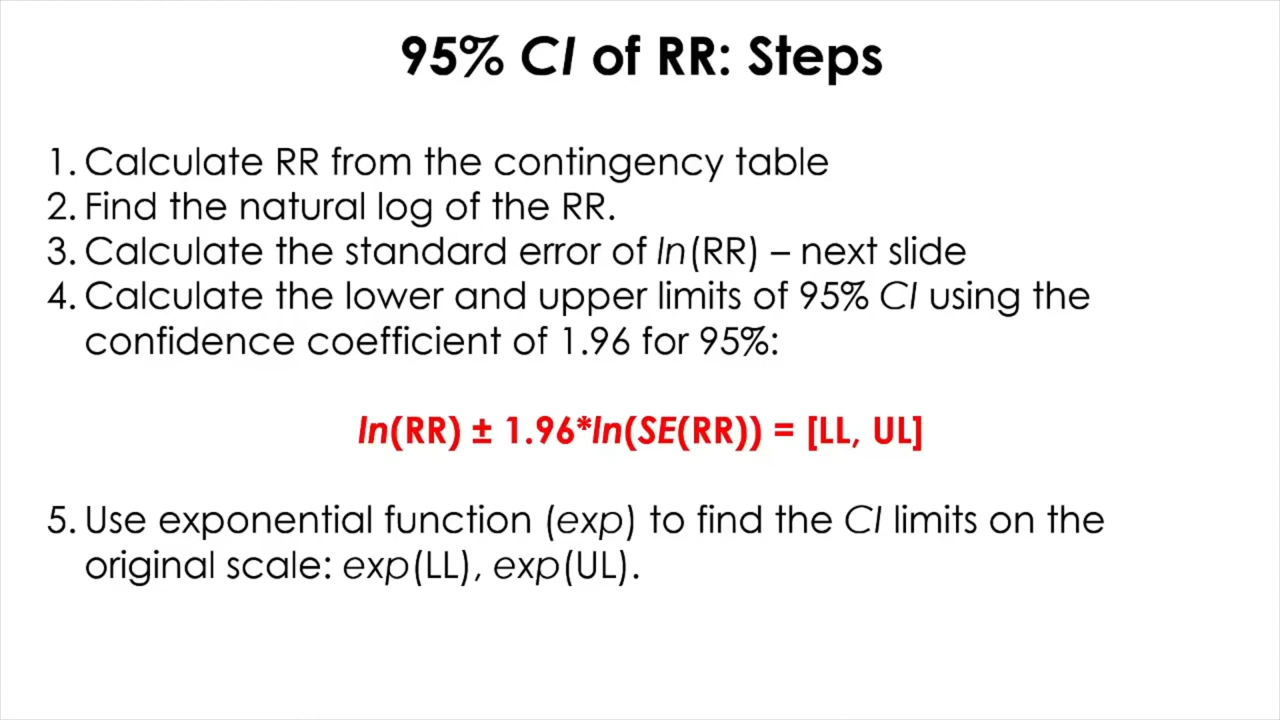 95% CI of RR: Steps
1. Calculate RR from the contingency table
2. Find the natural log of the RR.
3. Calculate the standard error of ln(RR) – next slide
4. Calculate the lower and upper limits of 95% CI using the
confidence coefficient of 1.96 for 95%:
ln(RR) ± 1.96*ln(SE(RR)) = [LL, UL]
5. Use exponential function (exp) to find the CI limits on the
original scale: exp(LL), exp(UL).